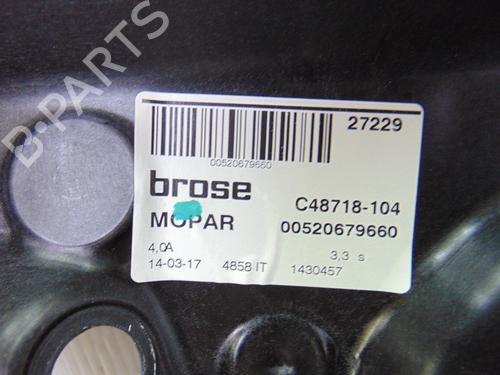 27229
00520679660
brose
C48718-104
MOPAR
00520679660
4,0A
3,3 s
14-03-17
4858 IT
1430457
B-PARTS